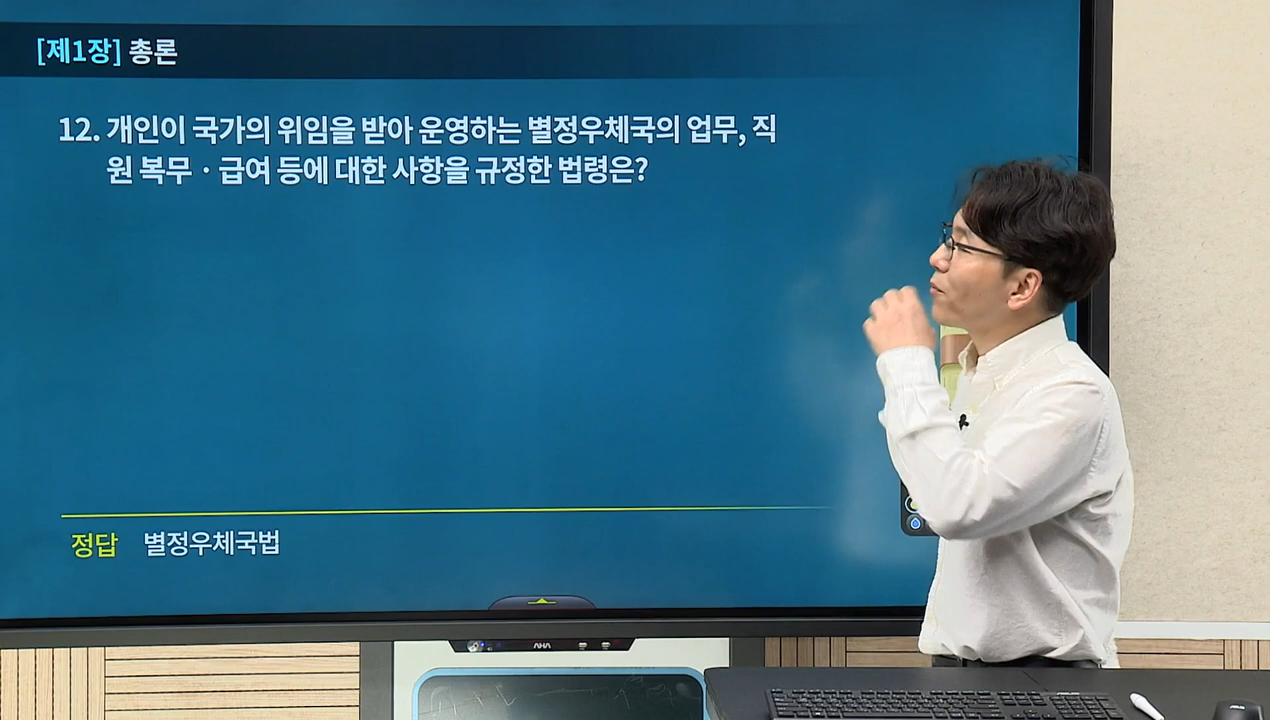 [제1장] 총론
12. 개인이 국가의 위임을 받아 운영하는 별정우체국의 업무, 직
원 복무 · 급여 등에 대한 사항을 규정한 법령은?
정답 별정우체국법
AHA